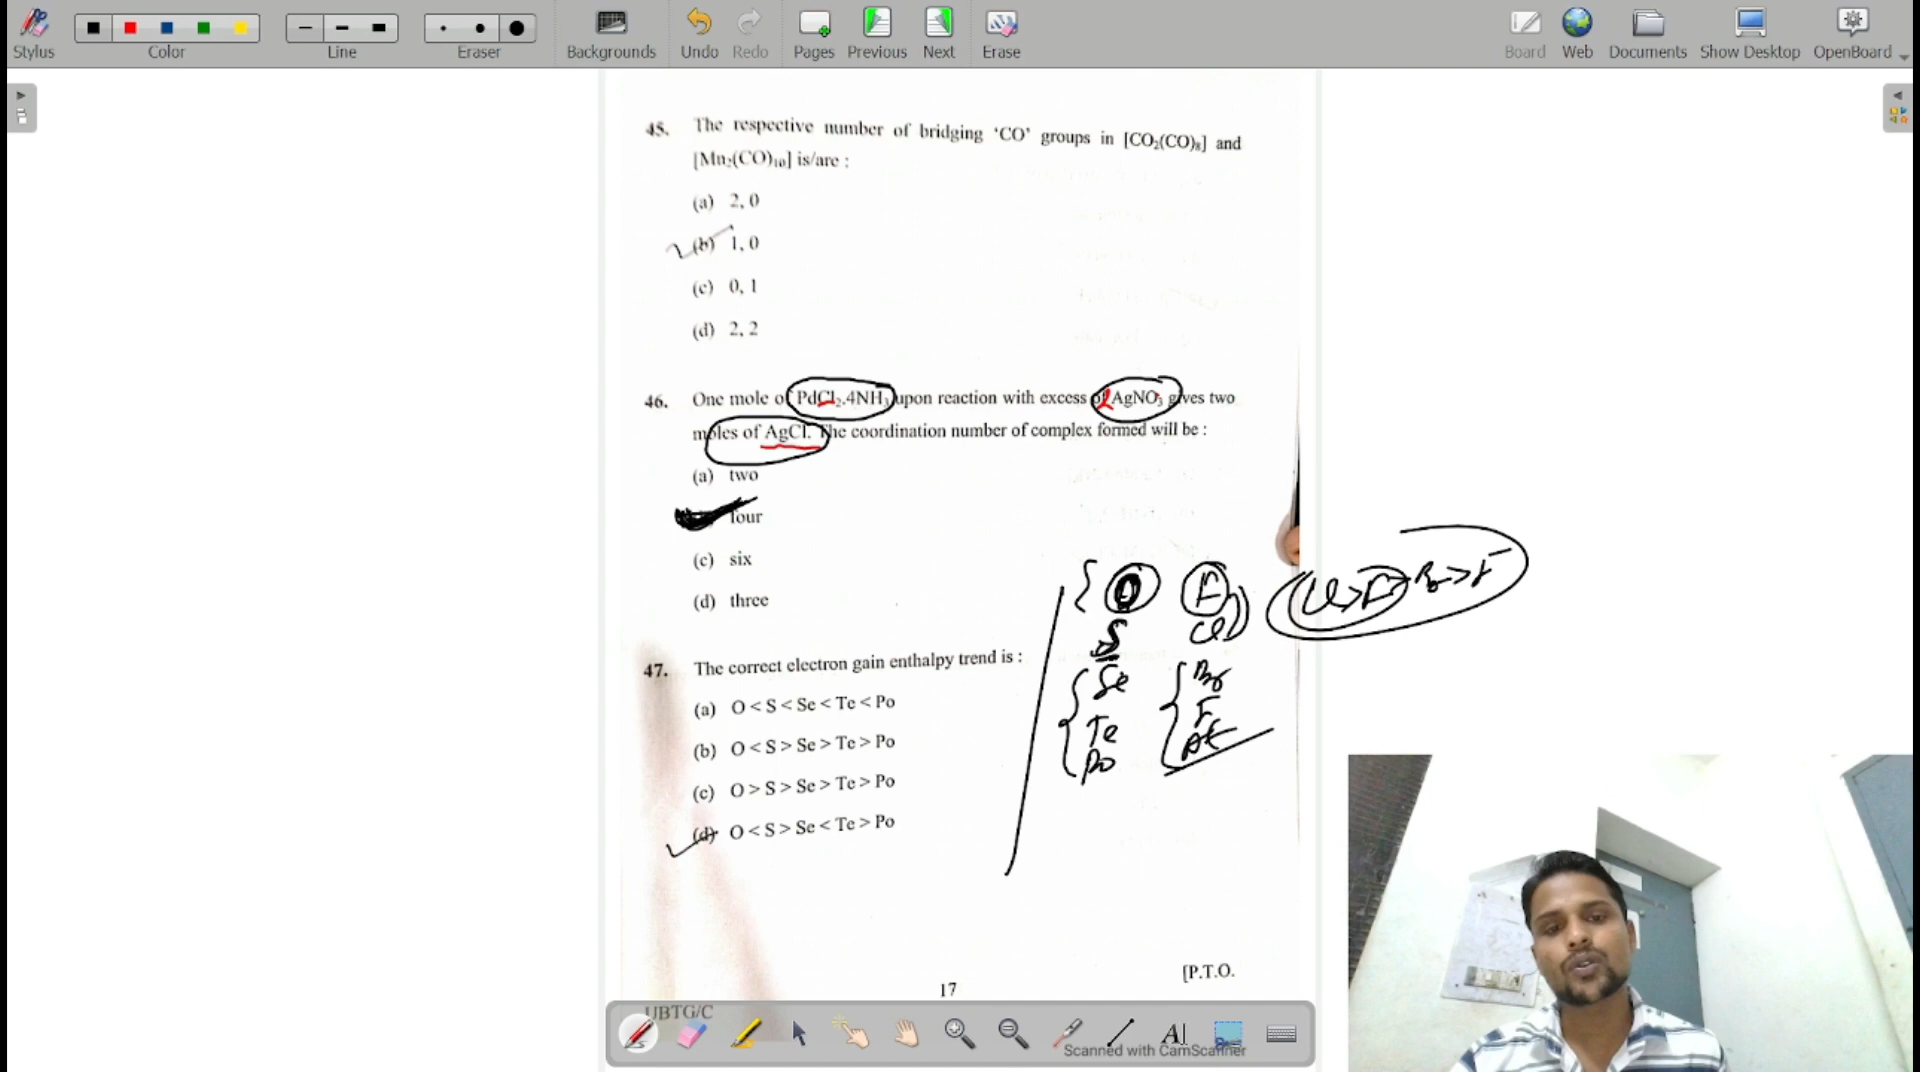 Stylus Color Line Eraser Backgrounds Undo Redo Pages Previous Next Erase Board Web Documents Show Desktop OpenBoard
45. The respective number of bridging ‘CO’ groups in [CO₂(CO)₈] and
[Mn₂(CO)₁₀] is/are :
(a) 2, 0
(b) 1, 0
(c) 0, 1
(d) 2, 2
46. One mole of PdCl₂.4NH₃ upon reaction with excess of 2 AgNO₃ gives two
moles of AgCl. The coordination number of complex formed will be :
(a) two
four
(c) six
(d) three
47. The correct electron gain enthalpy trend is :
(a) O < S < Se < Te < Po
(b) O < S > Se > Te > Po
(c) O > S > Se > Te > Po
(d) O < S > Se < Te > Po
O F Cl > F > Br > I
S Cl
Se Br
Te I
Po At
[P.T.O.
17
UBTG/C
Scanned with CamScanner